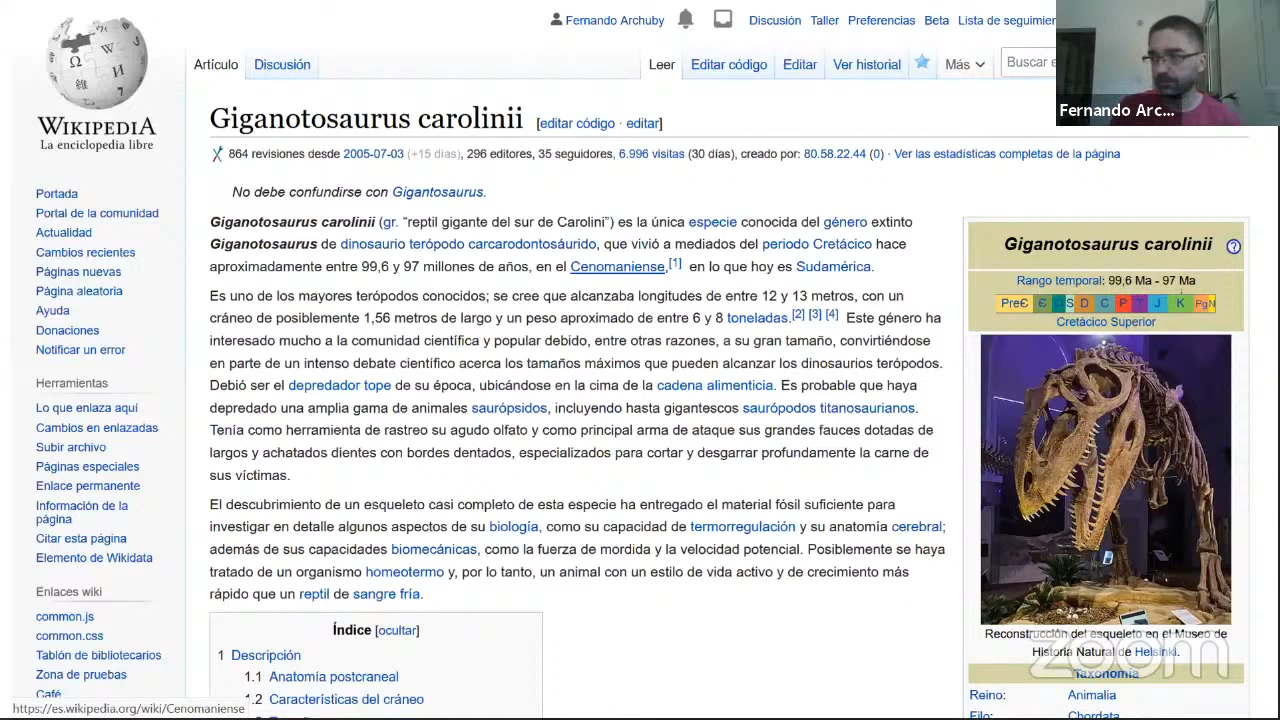 Fernando Archuby
Discusión
Taller
Preferencias
Beta
Lista de seguimien
Fernando Arc...
WIKIPEDIA
La enciclopedia libre
Artículo
Discusión
Leer
Editar código
Editar
Ver historial
Más
Buscar e
Giganotosaurus carolinii [editar código · editar]
864 revisiones desde 2005-07-03 (+15 días), 296 editores, 35 seguidores, 6.996 visitas (30 días), creado por: 80.58.22.44 (0) · Ver las estadísticas completas de la página
Portada
Portal de la comunidad
Actualidad
Cambios recientes
Páginas nuevas
Página aleatoria
Ayuda
Donaciones
Notificar un error
Herramientas
Lo que enlaza aquí
Cambios en enlazadas
Subir archivo
Páginas especiales
Enlace permanente
Información de la
página
Citar esta página
Elemento de Wikidata
Enlaces wiki
common.js
common.css
Tablón de bibliotecarios
Zona de pruebas
Café
No debe confundirse con Gigantosaurus.
Giganotosaurus carolinii (gr. “reptil gigante del sur de Carolini”) es la única especie conocida del género extinto
Giganotosaurus de dinosaurio terópodo carcarodontosáurido, que vivió a mediados del periodo Cretácico hace
aproximadamente entre 99,6 y 97 millones de años, en el Cenomaniense,[1] en lo que hoy es Sudamérica.
Es uno de los mayores terópodos conocidos; se cree que alcanzaba longitudes de entre 12 y 13 metros, con un
cráneo de posiblemente 1,56 metros de largo y un peso aproximado de entre 6 y 8 toneladas.[2] [3] [4] Este género ha
interesado mucho a la comunidad científica y popular debido, entre otras razones, a su gran tamaño, convirtiéndose
en parte de un intenso debate científico acerca los tamaños máximos que pueden alcanzar los dinosaurios terópodos.
Debió ser el depredador tope de su época, ubicándose en la cima de la cadena alimenticia. Es probable que haya
depredado una amplia gama de animales saurópsidos, incluyendo hasta gigantescos saurópodos titanosaurianos.
Tenía como herramienta de rastreo su agudo olfato y como principal arma de ataque sus grandes fauces dotadas de
largos y achatados dientes con bordes dentados, especializados para cortar y desgarrar profundamente la carne de
sus víctimas.
El descubrimiento de un esqueleto casi completo de esta especie ha entregado el material fósil suficiente para
investigar en detalle algunos aspectos de su biología, como su capacidad de termorregulación y su anatomía cerebral;
además de sus capacidades biomecánicas, como la fuerza de mordida y la velocidad potencial. Posiblemente se haya
tratado de un organismo homeotermo y, por lo tanto, un animal con un estilo de vida activo y de crecimiento más
rápido que un reptil de sangre fría.
Índice [ocultar]
1 Descripción
1.1 Anatomía postcraneal
1.2 Características del cráneo
Giganotosaurus carolinii
Rango temporal: 99,6 Ma - 97 Ma
PreЄ Є O S D C P T J K Pg N
Cretácico Superior
Reconstrucción del esqueleto en el Museo de
Historia Natural de Helsinki.
zoom
Taxonomía
Reino: Animalia
Filo: Chordata
https://es.wikipedia.org/wiki/Cenomaniense